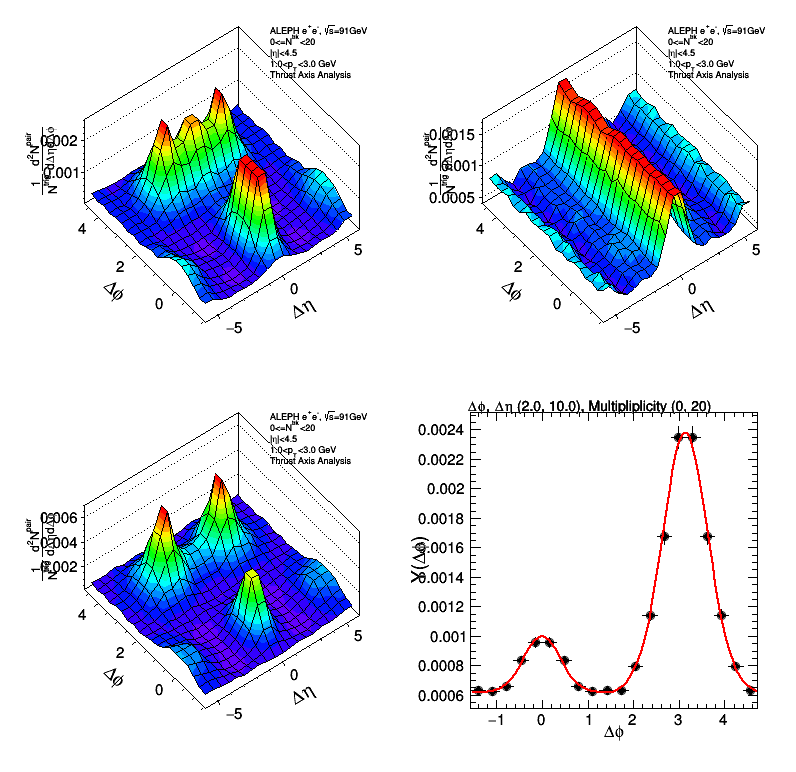 ALEPH e⁺e⁻, √s=91GeV
0<=N^trk<20
|η|<4.5
1.0<p_T<3.0 GeV
Thrust Axis Analysis
0.002
0.001
4
2
0
Δφ
−5
0
5
Δη
ALEPH e⁺e⁻, √s=91GeV
0<=N^trk<20
|η|<4.5
1.0<p_T<3.0 GeV
Thrust Axis Analysis
0.0015
0.001
0.0005
4
2
0
Δφ
−5
0
5
Δη
ALEPH e⁺e⁻, √s=91GeV
0<=N^trk<20
|η|<4.5
1.0<p_T<3.0 GeV
Thrust Axis Analysis
0.006
0.004
0.002
4
2
0
Δφ
−5
0
5
Δη
Δφ, Δη (2.0, 10.0), Multipliplicity (0, 20)
Y(Δφ)
0.0024
0.0022
0.002
0.0018
0.0016
0.0014
0.0012
0.001
0.0008
0.0006
−1 0 1 2 3 4
Δφ